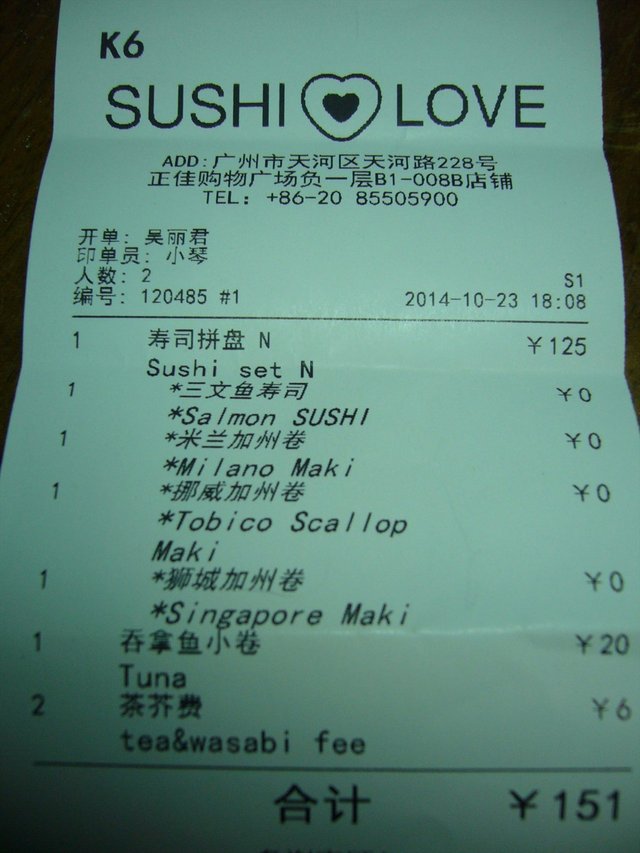 K6
SUSHI LOVE
ADD:广州市天河区天河路228号
正佳购物广场负一层B1-008B店铺
TEL: +86-20 85505900
开单: 吴丽君
印单员: 小琴
人数: 2
S1
编号: 120485 #1 2014-10-23 18:08
1 寿司拼盘 N ¥125
Sushi set N
1 *三文鱼寿司 ¥0
*Salmon SUSHI
1 *米兰加州卷 ¥0
*Milano Maki
1 *挪威加州卷 ¥0
*Tobico Scallop
Maki
1 *狮城加州卷 ¥0
*Singapore Maki
1 吞拿鱼小卷 ¥20
Tuna
2 茶芥费 ¥6
tea&wasabi fee
合计 ¥151